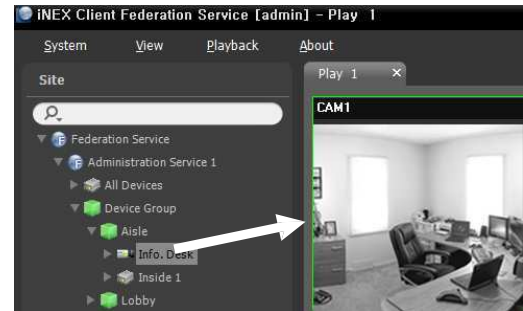 iNEX Client Federation Service [admin] - Play 1
System View Playback About
Site
Play 1 ×
CAM1
Federation Service
Administration Service 1
All Devices
Device Group
Aisle
Info. Desk
Inside 1
Lobby